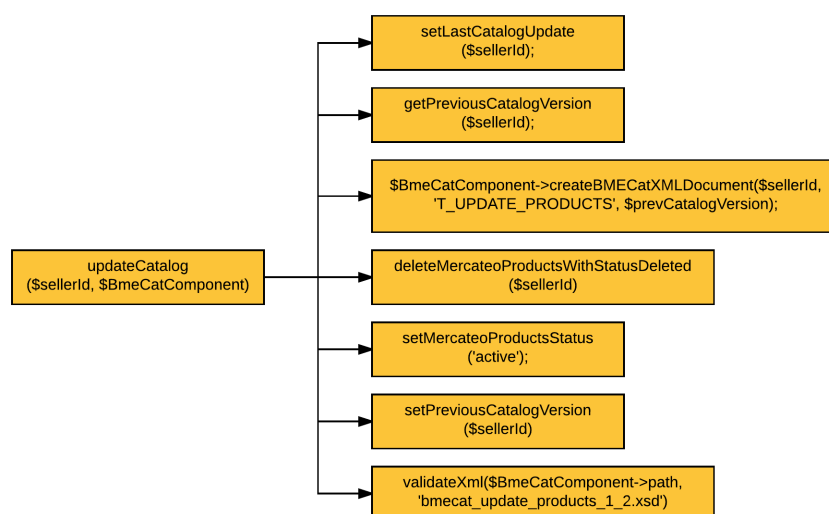 setLastCatalogUpdate
($sellerId);
getPreviousCatalogVersion
($sellerId);
$BmeCatComponent->createBMECatXMLDocument($sellerId,
'T_UPDATE_PRODUCTS', $prevCatalogVersion);
updateCatalog
($sellerId, $BmeCatComponent)
deleteMercateoProductsWithStatusDeleted
($sellerId)
setMercateoProductsStatus
('active');
setPreviousCatalogVersion
($sellerId)
validateXml($BmeCatComponent->path,
'bmecat_update_products_1_2.xsd')